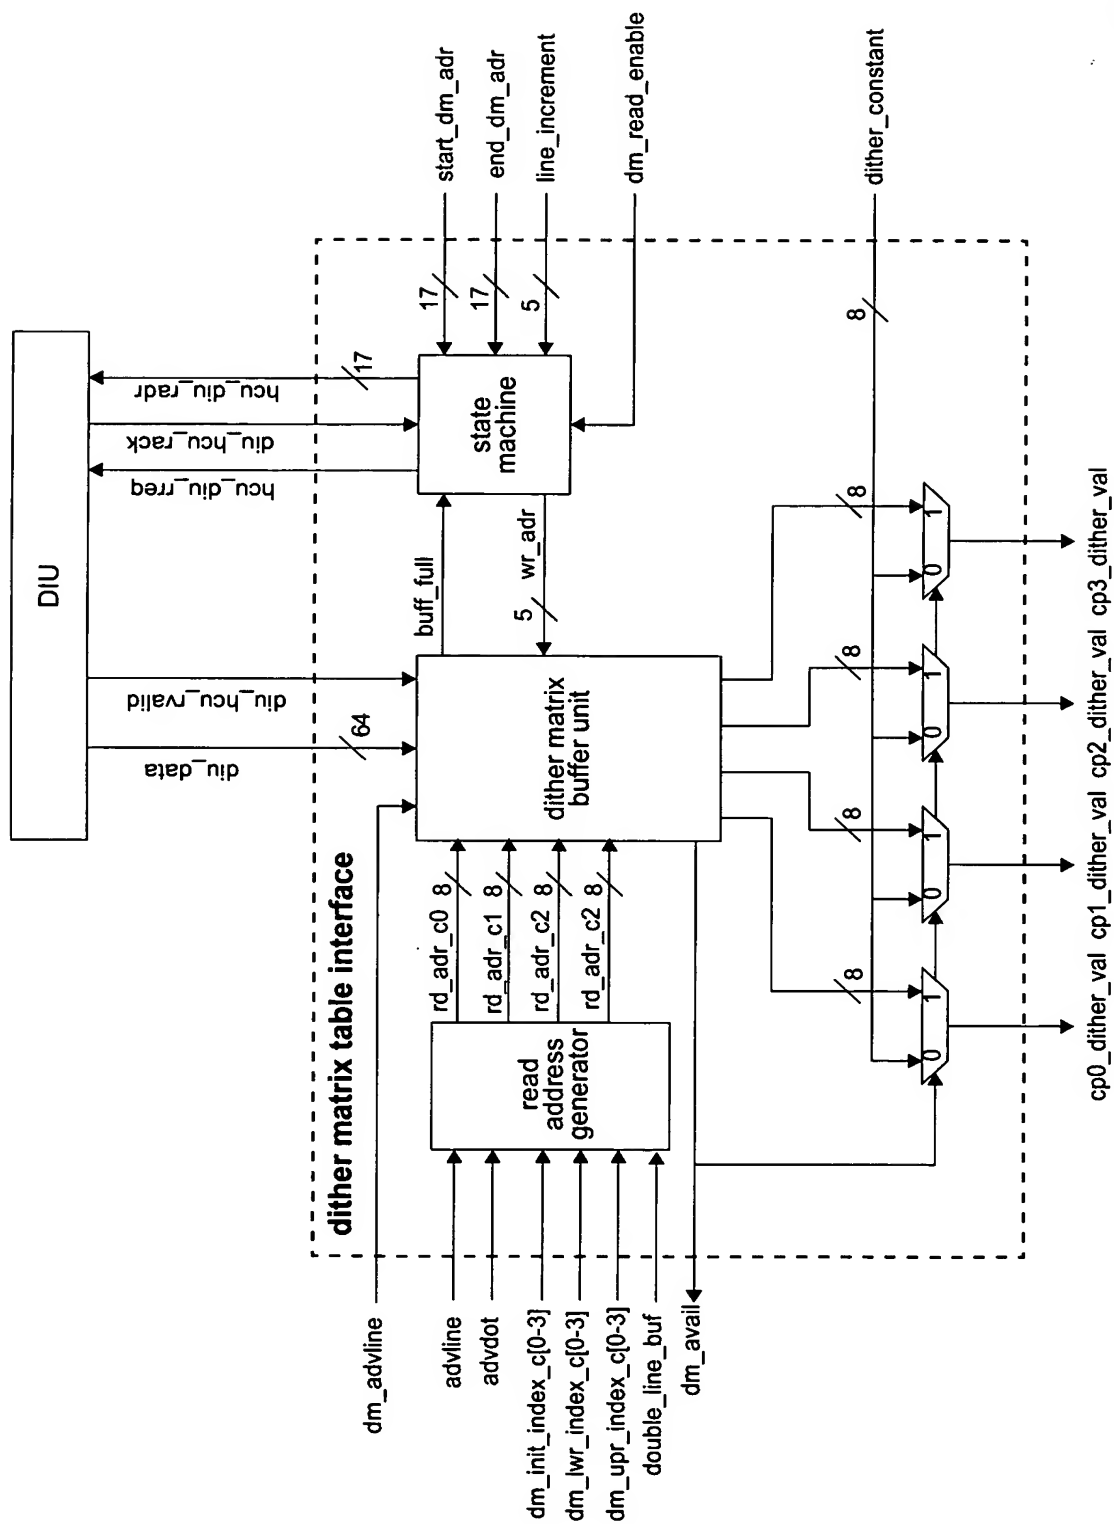 DIU
diu_data
64
diu_hcu_rvalid
hcu_diu_rreq
diu_hcu_rack
hcu_diu_radr
17
dither matrix table interface
dm_advline
advline
advdot
dm_init_index_c[0-3]
dm_lwr_index_c[0-3]
dm_upr_index_c[0-3]
double_line_buf
dm_avail
read
address
generator
rd_adr_c0
8
rd_adr_c1
8
rd_adr_c2
8
rd_adr_c2
8
dither matrix
buffer unit
buff_full
wr_adr
5
state
machine
17
start_dm_adr
17
end_dm_adr
5
line_increment
dm_read_enable
8
dither_constant
8
8
8
8
0 1
0 1
0 1
0 1
cp0_dither_val cp1_dither_val cp2_dither_val cp3_dither_val